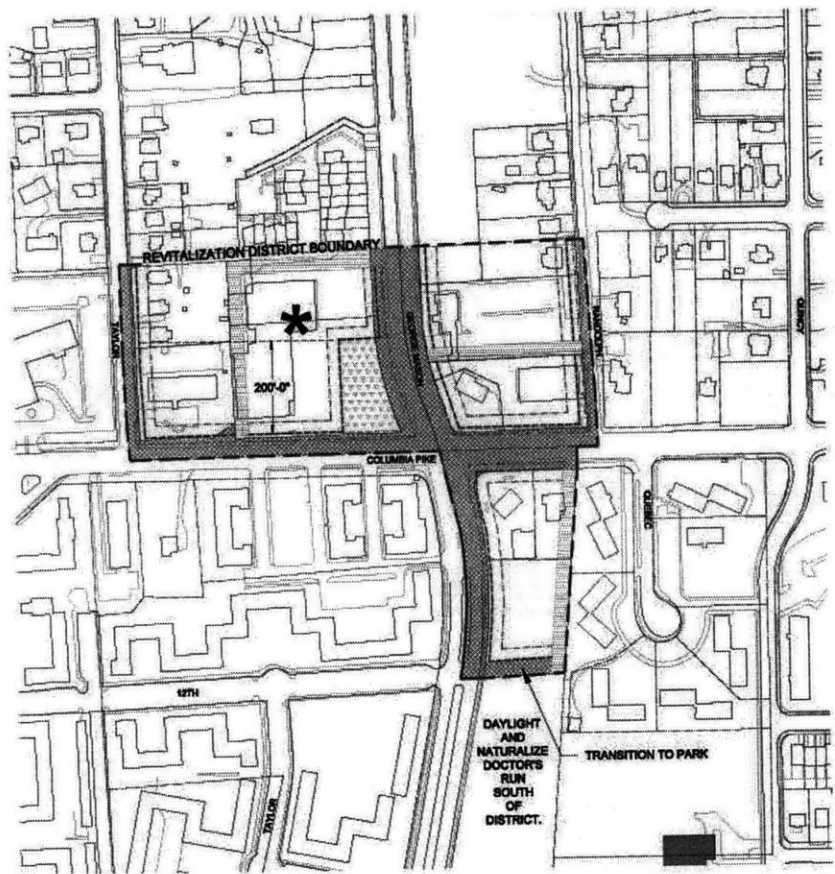 REVITALIZATION DISTRICT BOUNDARY
TAYLOR
GEORGE MASON
RANDOLPH
QUINCY
200'-0"
COLUMBIA PIKE
QUEBEC
12TH
TAYLOR
DAYLIGHT
AND
NATURALIZE
DOCTOR'S
RUN
SOUTH
OF
DISTRICT.
TRANSITION TO PARK